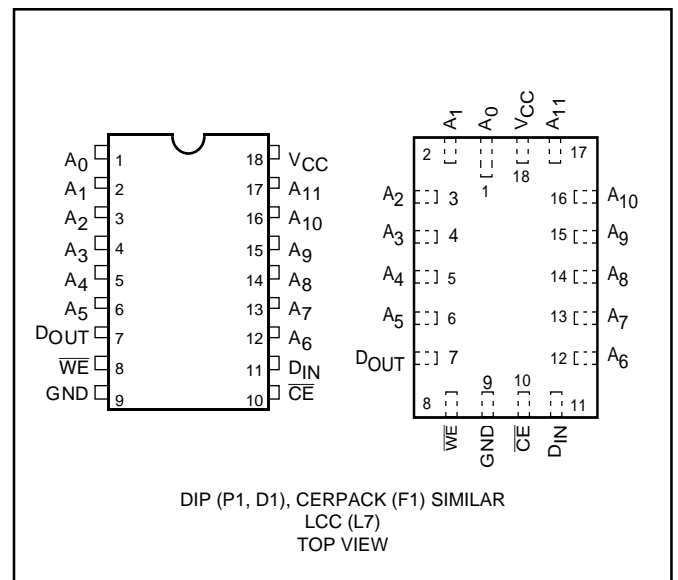 A0 1 18 VCC
A1 2 17 A11
A2 3 16 A10
A3 4 15 A9
A4 5 14 A8
A5 6 13 A7
DOUT 7 12 A6
W̅E̅ 8 11 DIN
GND 9 10 C̅E̅
A1 A0 VCC A11
2 1 18 17
A2 3 16 A10
A3 4 15 A9
A4 5 14 A8
A5 6 13 A7
DOUT 7 12 A6
8 9 10 11
W̅E̅ GND C̅E̅ DIN
DIP (P1, D1), CERPACK (F1) SIMILAR
LCC (L7)
TOP VIEW